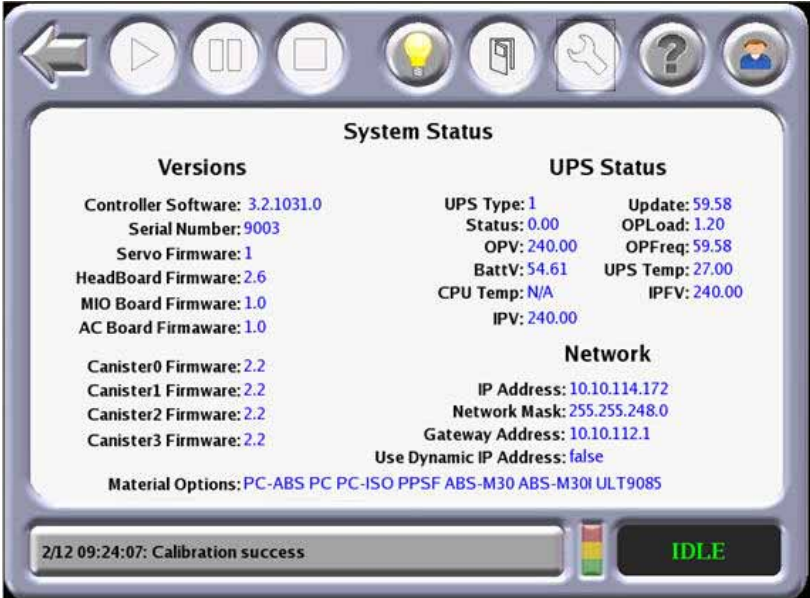 System Status
Versions
Controller Software: 3.2.1031.0
Serial Number: 9003
Servo Firmware: 1
HeadBoard Firmware: 2.6
MIO Board Firmware: 1.0
AC Board Firmaware: 1.0
Canister0 Firmware: 2.2
Canister1 Firmware: 2.2
Canister2 Firmware: 2.2
Canister3 Firmware: 2.2
UPS Status
UPS Type: 1 Update: 59.58
Status: 0.00 OPLoad: 1.20
OPV: 240.00 OPFreq: 59.58
BattV: 54.61 UPS Temp: 27.00
CPU Temp: N/A IPFV: 240.00
IPV: 240.00
Network
IP Address: 10.10.114.172
Network Mask: 255.255.248.0
Gateway Address: 10.10.112.1
Use Dynamic IP Address: false
Material Options: PC-ABS PC PC-ISO PPSF ABS-M30 ABS-M30I ULT9085
2/12 09:24:07: Calibration success
IDLE